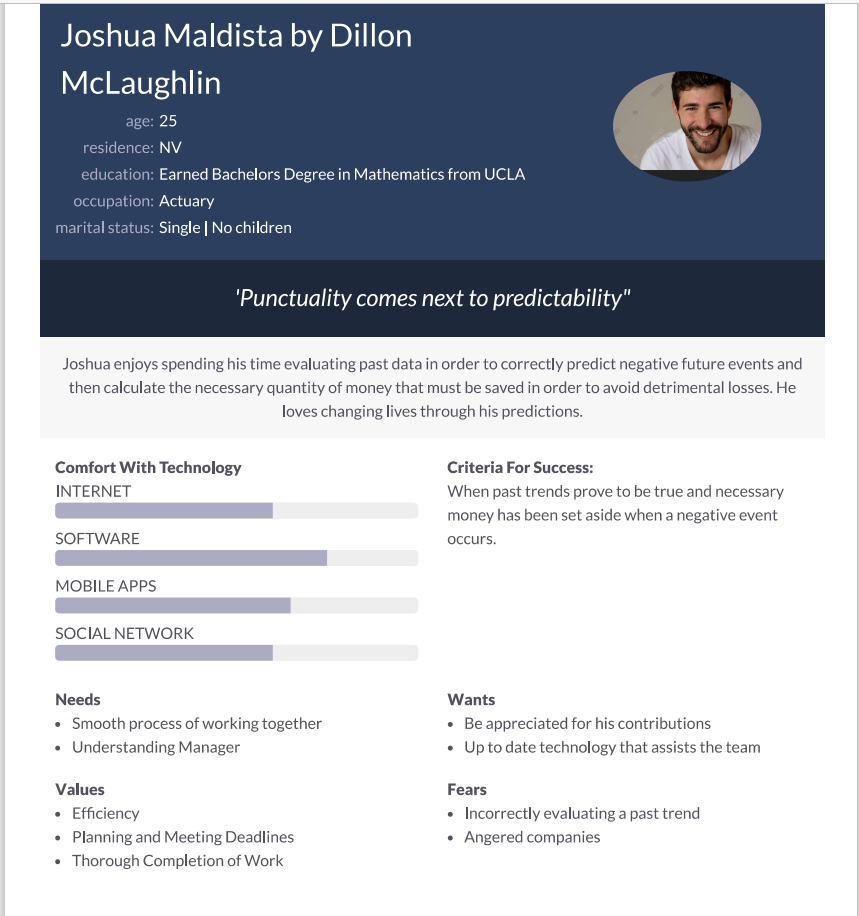 Joshua Maldista by Dillon
McLaughlin
age: 25
residence: NV
education: Earned Bachelors Degree in Mathematics from UCLA
occupation: Actuary
marital status: Single | No children
'Punctuality comes next to predictability"
Joshua enjoys spending his time evaluating past data in order to correctly predict negative future events and
then calculate the necessary quantity of money that must be saved in order to avoid detrimental losses. He
loves changing lives through his predictions.
Comfort With Technology
INTERNET
SOFTWARE
MOBILE APPS
SOCIAL NETWORK
Criteria For Success:
When past trends prove to be true and necessary
money has been set aside when a negative event
occurs.
Needs
• Smooth process of working together
• Understanding Manager
Wants
• Be appreciated for his contributions
• Up to date technology that assists the team
Values
• Efficiency
• Planning and Meeting Deadlines
• Thorough Completion of Work
Fears
• Incorrectly evaluating a past trend
• Angered companies